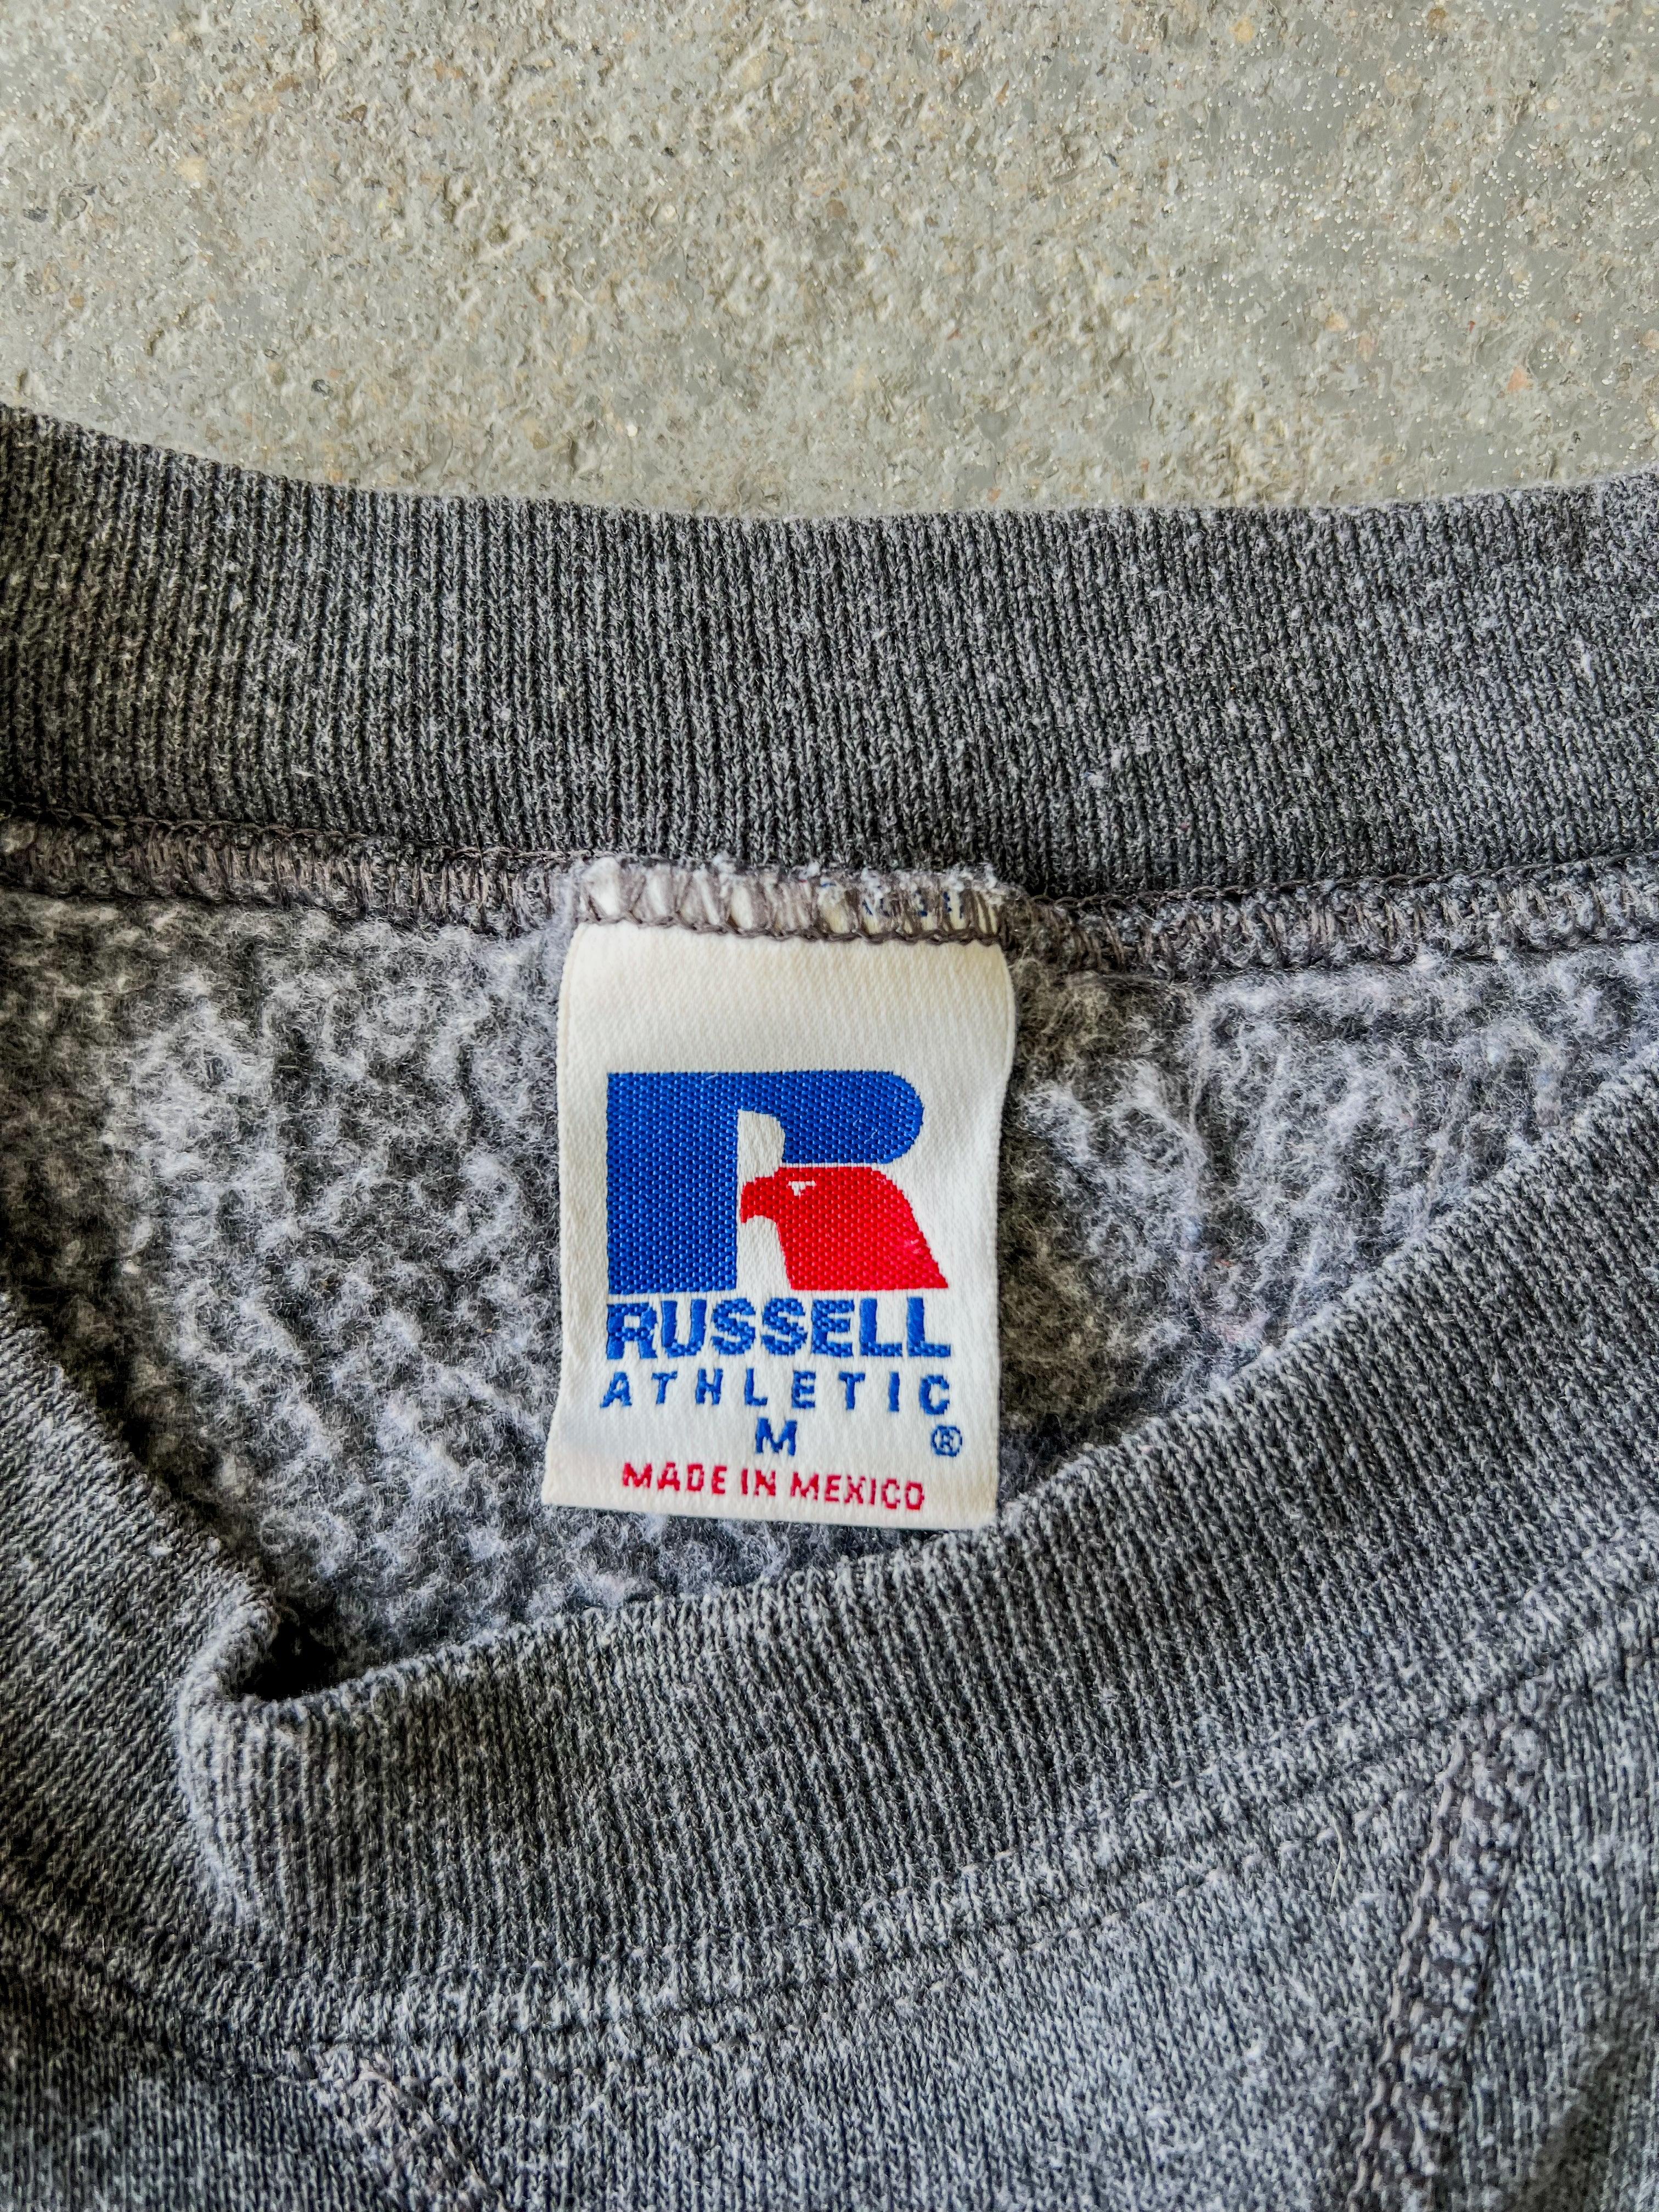 RUSSELL
ATHLETIC
M
®
MADE IN MEXICO